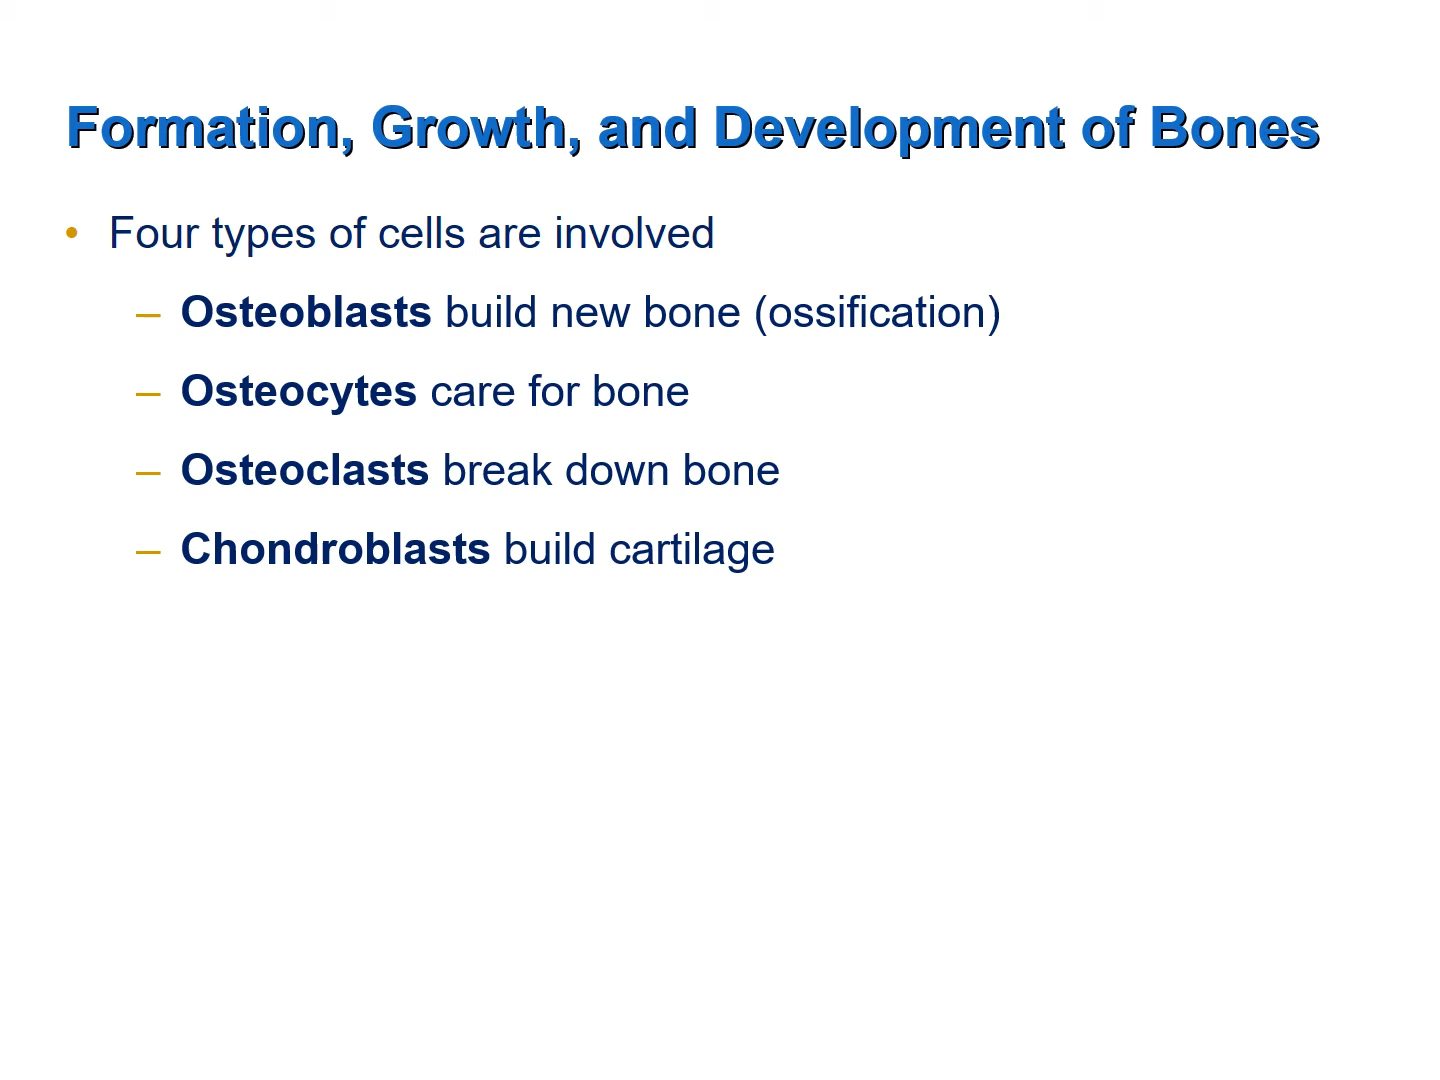 Formation, Growth, and Development of Bones
• Four types of cells are involved
– Osteoblasts build new bone (ossification)
– Osteocytes care for bone
– Osteoclasts break down bone
– Chondroblasts build cartilage